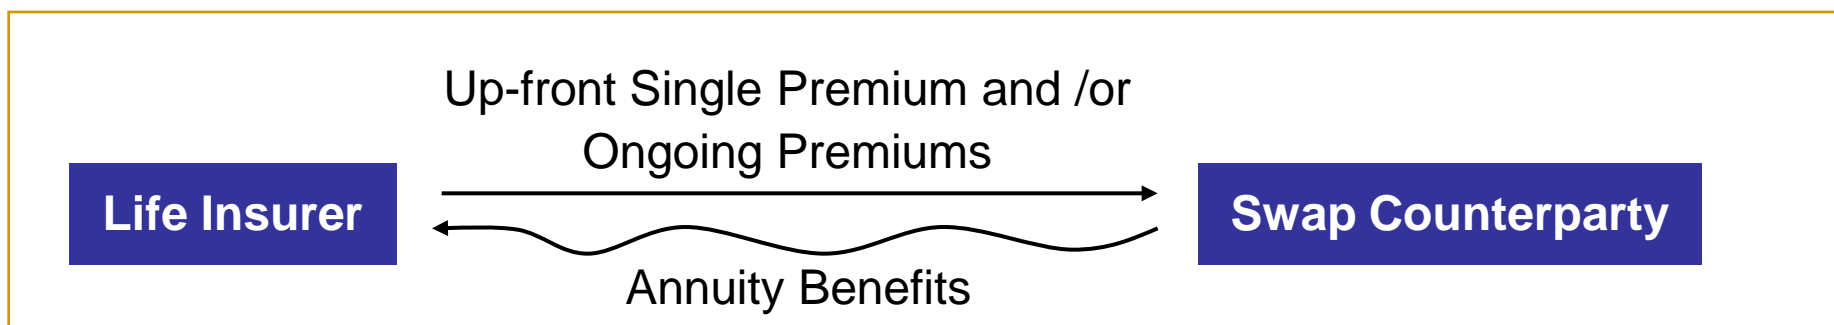 Up-front Single Premium and /or
Ongoing Premiums
Life Insurer
Swap Counterparty
Annuity Benefits